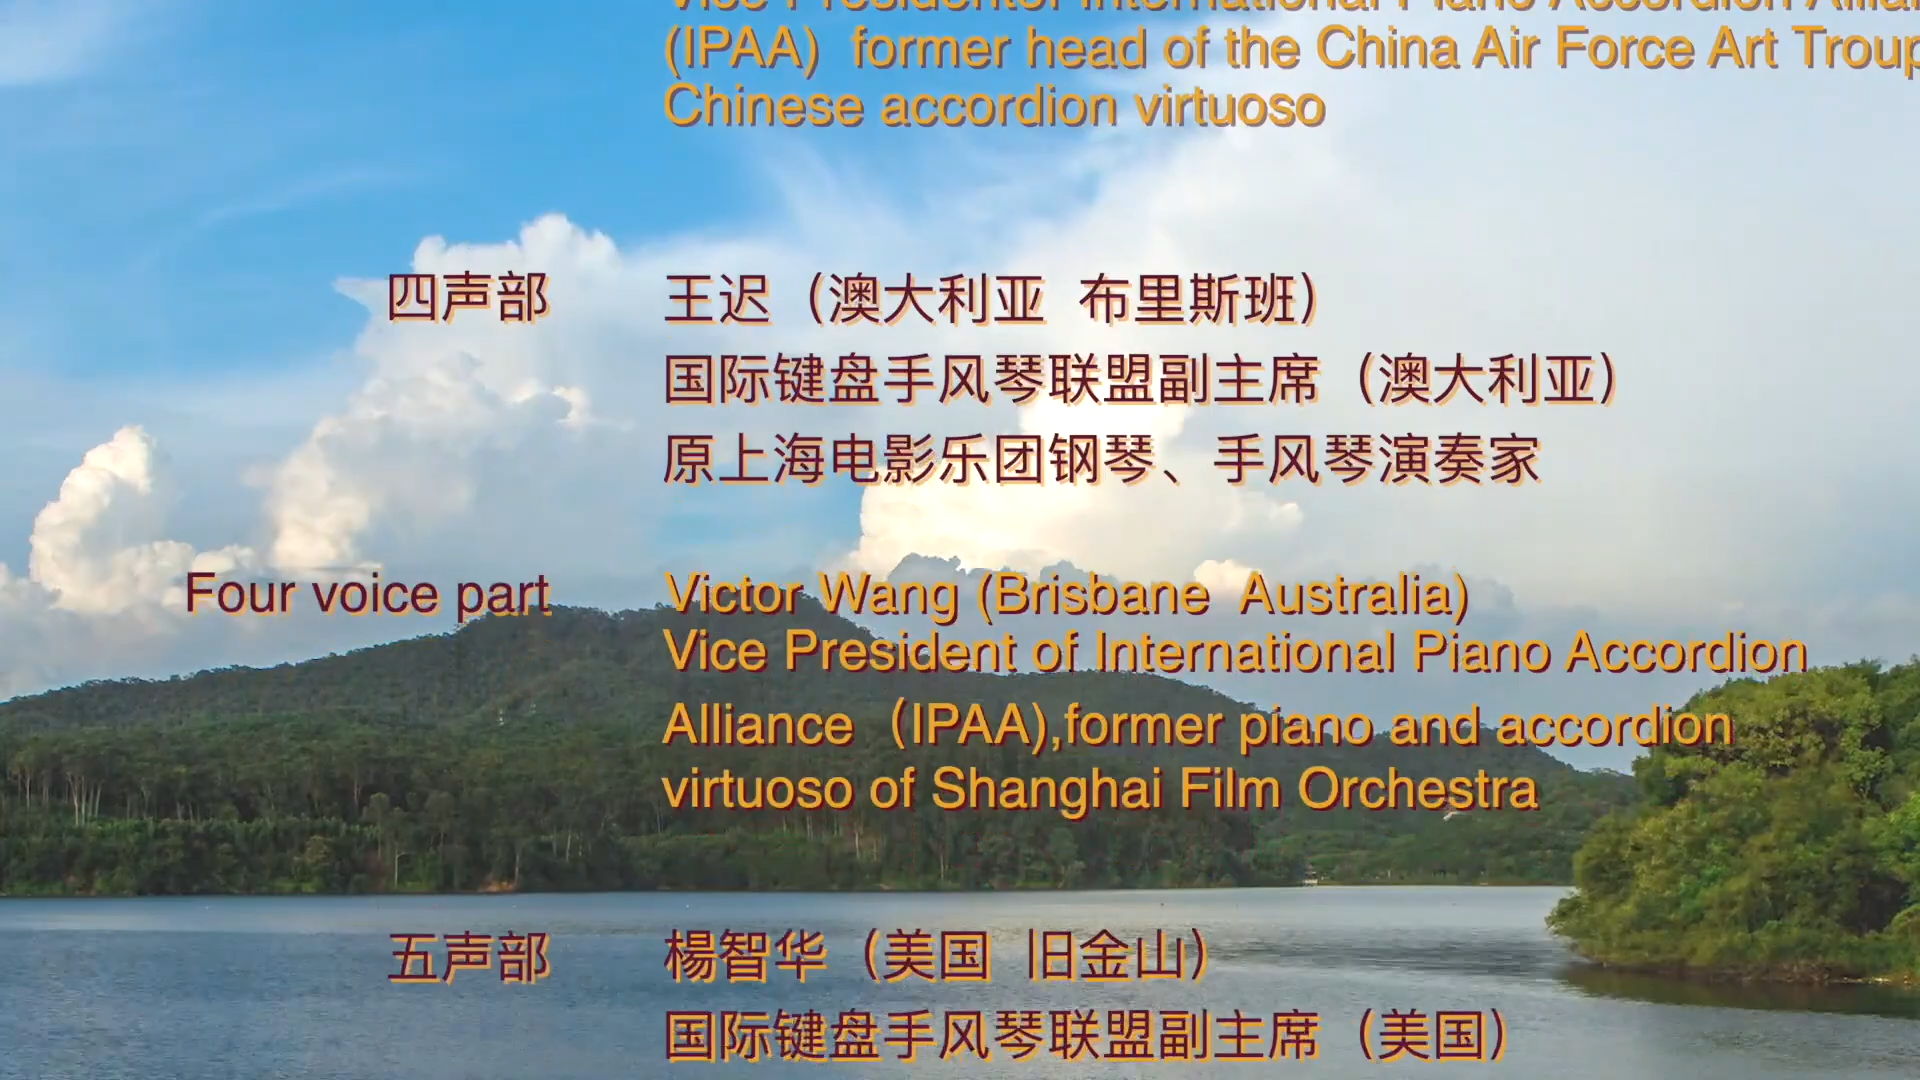 Vice Presidentof International Piano Accordion
(IPAA) former head of the China Air Force Art
Chinese accordion virtuoso
四声部 王迟（澳大利亚 布里斯班）
国际键盘手风琴联盟副主席（澳大利亚）
原上海电影乐团钢琴、手风琴演奏家
Four voice part Victor Wang (Brisbane Australia)
Vice President of International Piano Accordion
Alliance（IPAA),former piano and accordion
virtuoso of Shanghai Film Orchestra
五声部 楊智华（美国 旧金山）
国际键盘手风琴联盟副主席（美国）